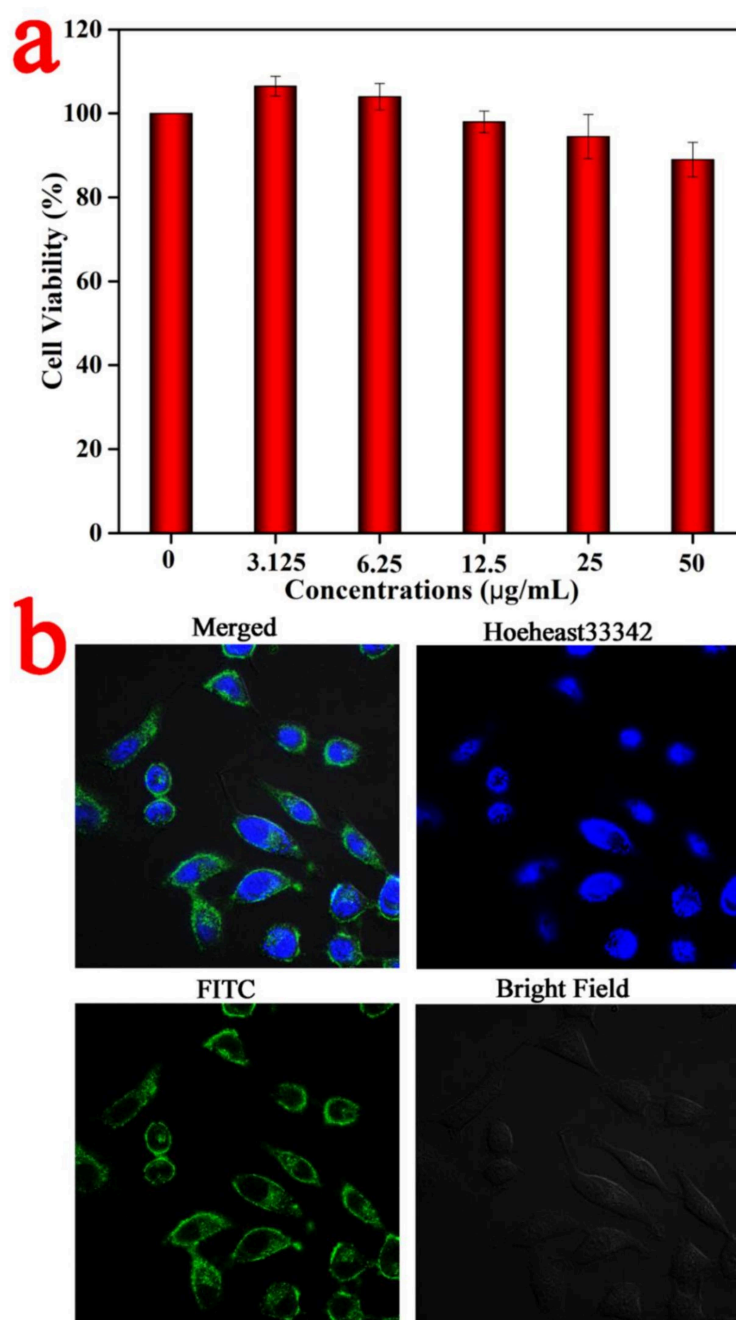 a
120
100
80
60
40
20
0
Cell Viability (%)
0 3.125 6.25 12.5 25 50
Concentrations (μg/mL)
b
Merged
Hoeheast33342
FITC
Bright Field